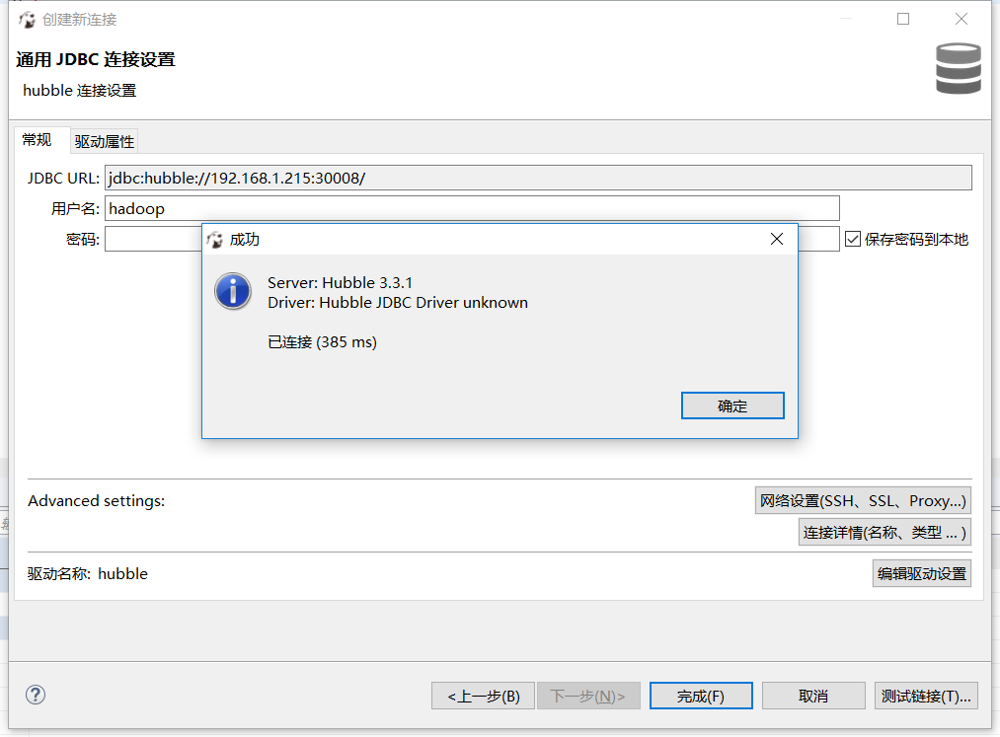 创建新连接
通用 JDBC 连接设置
hubble 连接设置
常规 驱动属性
JDBC URL: jdbc:hubble://192.168.1.215:30008/
用户名: hadoop
密码: 保存密码到本地
成功
Server: Hubble 3.3.1
Driver: Hubble JDBC Driver unknown
已连接 (385 ms)
确定
Advanced settings: 网络设置(SSH、SSL、Proxy...)
连接详情(名称、类型 ... )
驱动名称: hubble 编辑驱动设置
<上一步(B) 下一步(N)> 完成(F) 取消 测试链接(T)...